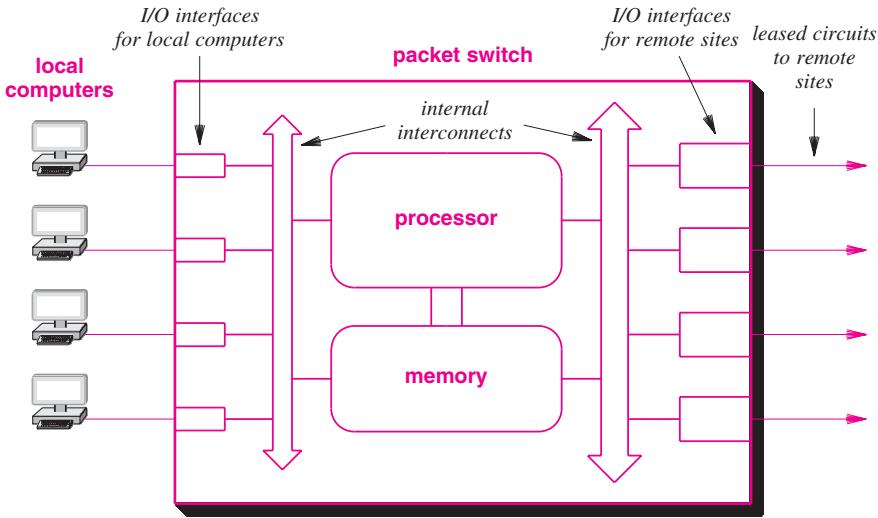 I/O interfaces
for local computers
I/O interfaces
for remote sites
leased circuits
to remote
sites
packet switch
local
computers
internal
interconnects
processor
memory